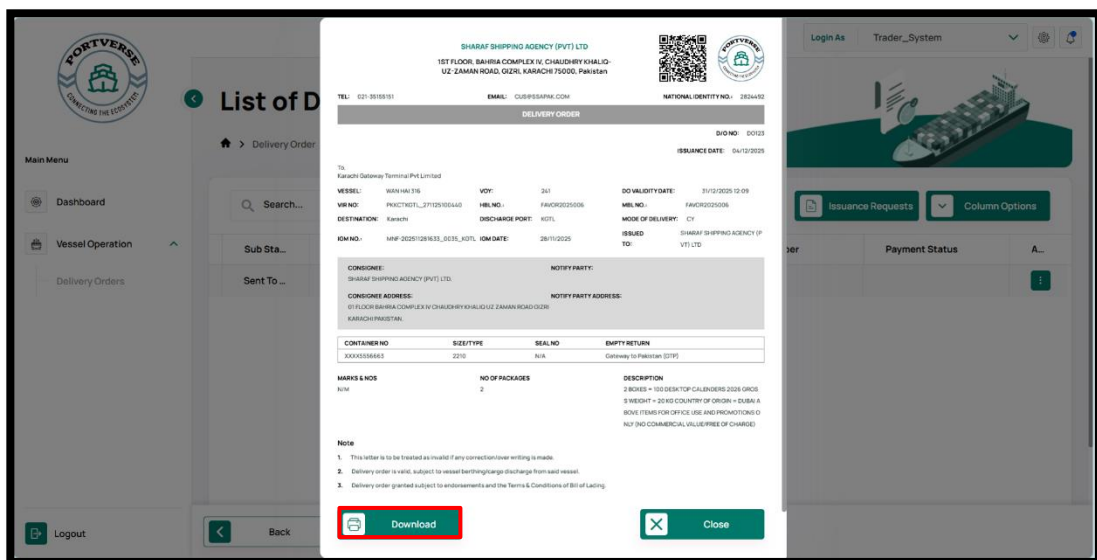 PORTVERSE
CONNECTING THE ECOSYSTEM
Main Menu
Dashboard
Vessel Operation
Delivery Orders
Logout
List of D
Delivery Order
Search...
Sub Sta...
Sent To ...
Back
Login As Trader_System
Issuance Requests
Column Options
Payment Status
A...
SHARAF SHIPPING AGENCY (PVT) LTD
1ST FLOOR, BAHRIA COMPLEX IV, CHAUDHRY KHALIQ-
UZ-ZAMAN ROAD, GIZRI, KARACHI 75000, Pakistan
TEL: 021-35155151 EMAIL: CUS@SSAPAK.COM NATIONAL IDENTITY NO.: 2824492
DELIVERY ORDER
D/O NO: DO123
ISSUANCE DATE: 04/12/2025
To,
Karachi Gateway Terminal Pvt Limited
VESSEL: WAN HAI 316 VOY: 241 DO VALIDITY DATE: 31/12/2025 12:09
VIR NO: PKKCTKGTL_271125100440 HBL NO.: FAVOR2025006 MBL NO.: FAVOR2025006
DESTINATION: Karachi DISCHARGE PORT: KGTL MODE OF DELIVERY: CY
IGM NO.: MNF-202511281633_0035_KGTL IGM DATE: 28/11/2025 ISSUED TO: SHARAF SHIPPING AGENCY (P
VT) LTD
CONSIGNEE: NOTIFY PARTY:
SHARAF SHIPPING AGENCY (PVT) LTD.
CONSIGNEE ADDRESS: NOTIFY PARTY ADDRESS:
01 FLOOR BAHRIA COMPLEX IV CHAUDHRY KHALIQ UZ ZAMAN ROAD GIZRI
KARACHI PAKISTAN.
CONTAINER NO SIZE/TYPE SEAL NO EMPTY RETURN
XXXX5556663 2210 N/A Gateway to Pakistan (GTP)
MARKS & NOS NO OF PACKAGES DESCRIPTION
N/M 2 2 BOXES = 100 DESKTOP CALENDERS 2026 GROS
S WEIGHT = 20 KG COUNTRY OF ORIGIN = DUBAI A
BOVE ITEMS FOR OFFICE USE AND PROMOTIONS O
NLY (NO COMMERCIAL VALUE/FREE OF CHARGE)
Note
1. This letter is to be treated as invalid if any correction/over writing is made.
2. Delivery order is valid, subject to vessel berthing/cargo discharge from said vessel.
3. Delivery order granted subject to endorsements and the Terms & Conditions of Bill of Lading.
Download
Close